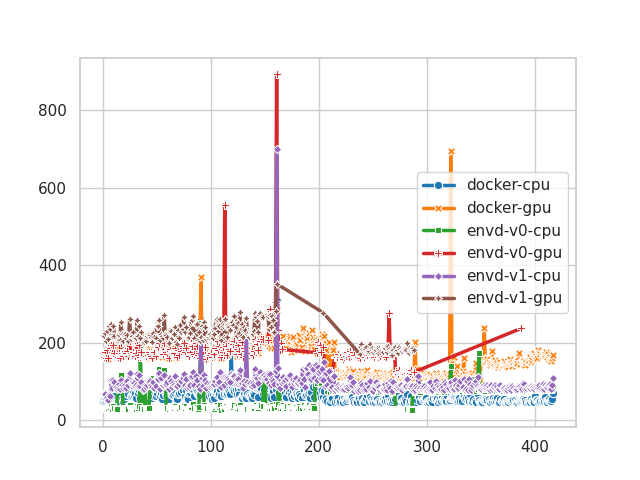 800
600
400
200
0
0 100 200 300 400
docker-cpu
docker-gpu
envd-v0-cpu
envd-v0-gpu
envd-v1-cpu
envd-v1-gpu